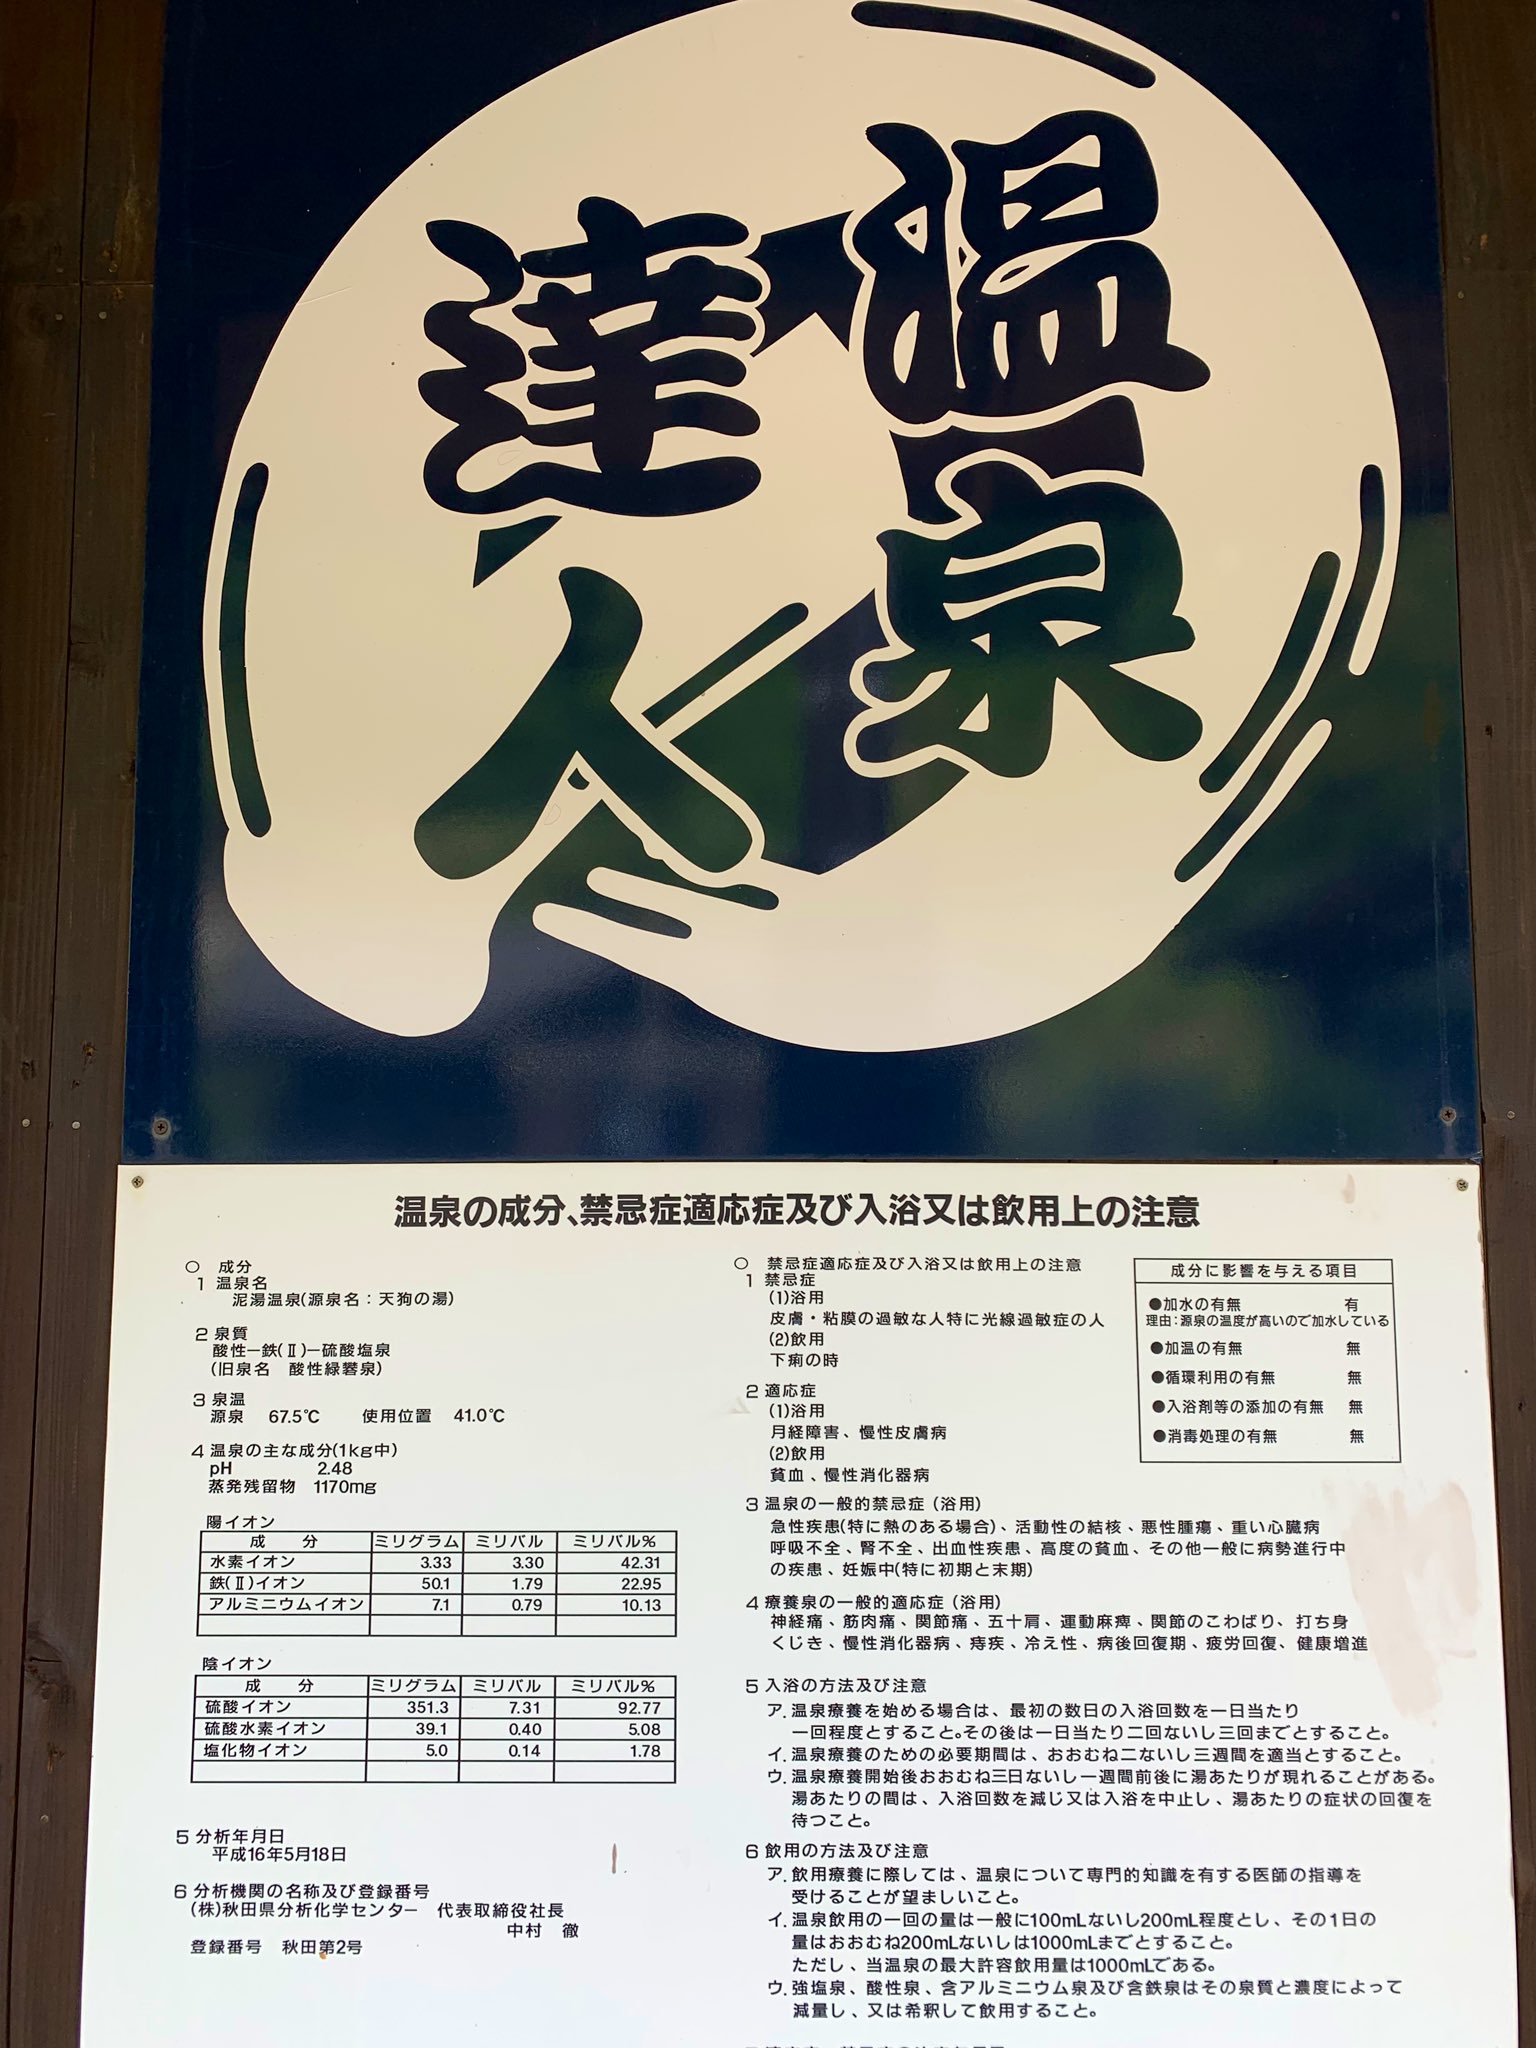 温泉
達人
温泉の成分、禁忌症適応症及び入浴又は飲用上の注意
○ 成分
1 温泉名
泥湯温泉(源泉名：天狗の湯)
2 泉質
酸性ー鉄(Ⅱ)ー硫酸塩泉
(旧泉名 酸性緑礬泉)
3 泉温
源泉 67.5℃ 使用位置 41.0℃
4 温泉の主な成分(1kg中)
pH 2.48
蒸発残留物 1170mg
陽イオン
成 分 ミリグラム ミリバル ミリバル%
水素イオン 3.33 3.30 42.31
鉄(Ⅱ)イオン 50.1 1.79 22.95
アルミニウムイオン 7.1 0.79 10.13
陰イオン
成 分 ミリグラム ミリバル ミリバル%
硫酸イオン 351.3 7.31 92.77
硫酸水素イオン 39.1 0.40 5.08
塩化物イオン 5.0 0.14 1.78
5 分析年月日
平成16年5月18日
6 分析機関の名称及び登録番号
(株)秋田県分析化学センター 代表取締役社長
中村 徹
登録番号 秋田第2号
○ 禁忌症適応症及び入浴又は飲用上の注意
1 禁忌症
(1)浴用
皮膚・粘膜の過敏な人特に光線過敏症の人
(2)飲用
下痢の時
2 適応症
(1)浴用
月経障害、慢性皮膚病
(2)飲用
貧血、慢性消化器病
3 温泉の一般的禁忌症(浴用)
急性疾患(特に熱のある場合)、活動性の結核、悪性腫瘍、重い心臓病
呼吸不全、腎不全、出血性疾患、高度の貧血、その他一般に病勢進行中
の疾患、妊娠中(特に初期と末期)
4 療養泉の一般的適応症(浴用)
神経痛、筋肉痛、関節痛、五十肩、運動麻痺、関節のこわばり、打ち身
くじき、慢性消化器病、痔疾、冷え性、病後回復期、疲労回復、健康増進
5 入浴の方法及び注意
ア. 温泉療養を始める場合は、最初の数日の入浴回数を一日当たり
一回程度とすること。その後は一日当たり二回ないし三回までとすること。
イ. 温泉療養のための必要期間は、おおむね二ないし三週間を適当とすること。
ウ. 温泉療養開始後おおむね三日ないし一週間前後に湯あたりが現れることがある。
湯あたりの間は、入浴回数を減じ又は入浴を中止し、湯あたりの症状の回復を
待つこと。
6 飲用の方法及び注意
ア. 飲用療養に際しては、温泉について専門的知識を有する医師の指導を
受けることが望ましいこと。
イ. 温泉飲用の一回の量は一般に100mLないし200mL程度とし、その1日の
量はおおむね200mLないしは1000mLまでとすること。
ただし、当温泉の最大許容飲用量は1000mLである。
ウ. 強塩泉、酸性泉、含アルミニウム泉及び含鉄泉はその泉質と濃度によって
減量し、又は希釈して飲用すること。
成分に影響を与える項目
●加水の有無 有
理由：源泉の温度が高いので加水している
●加温の有無 無
●循環利用の有無 無
●入浴剤等の添加の有無 無
●消毒処理の有無 無